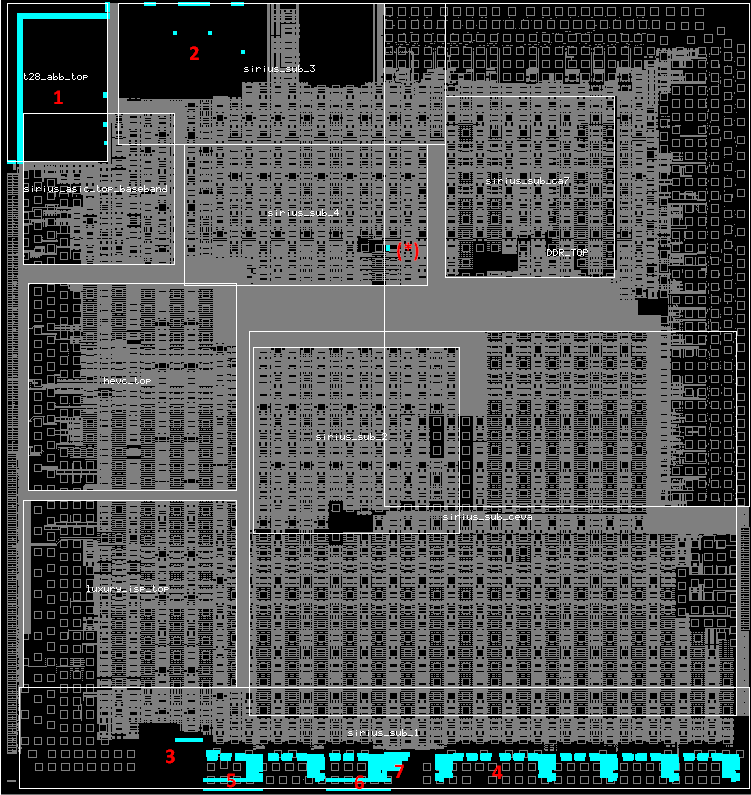 t28_abb_top
1
2
sirius_sub_3
sirius_asic_top_baseband
sirius_sub_4
sirius_sub_ca7
(*)
DDR_TOP
hevc_top
sirius_sub_2
sirius_sub_ceva
luxury_isp_top
sirius_sub_1
3
4
5
6
7